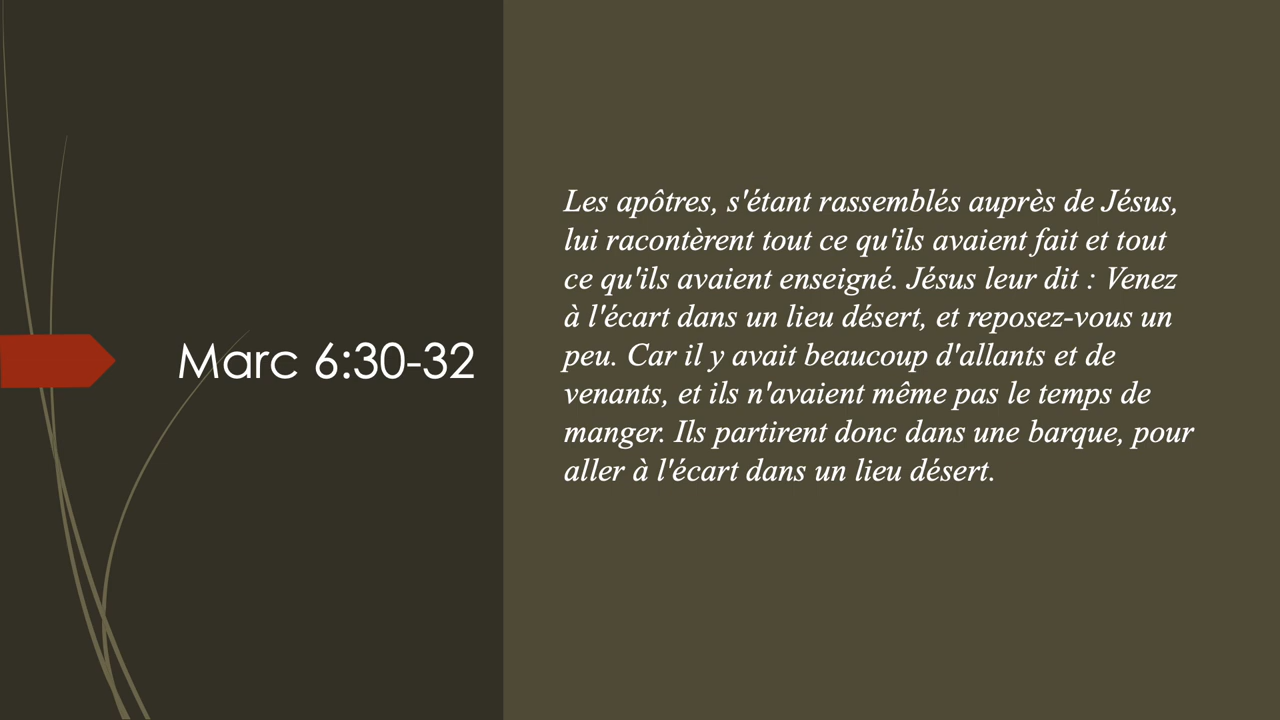 Marc 6:30-32
Les apôtres, s'étant rassemblés auprès de Jésus,
lui racontèrent tout ce qu'ils avaient fait et tout
ce qu'ils avaient enseigné. Jésus leur dit : Venez
à l'écart dans un lieu désert, et reposez-vous un
peu. Car il y avait beaucoup d'allants et de
venants, et ils n'avaient même pas le temps de
manger. Ils partirent donc dans une barque, pour
aller à l'écart dans un lieu désert.